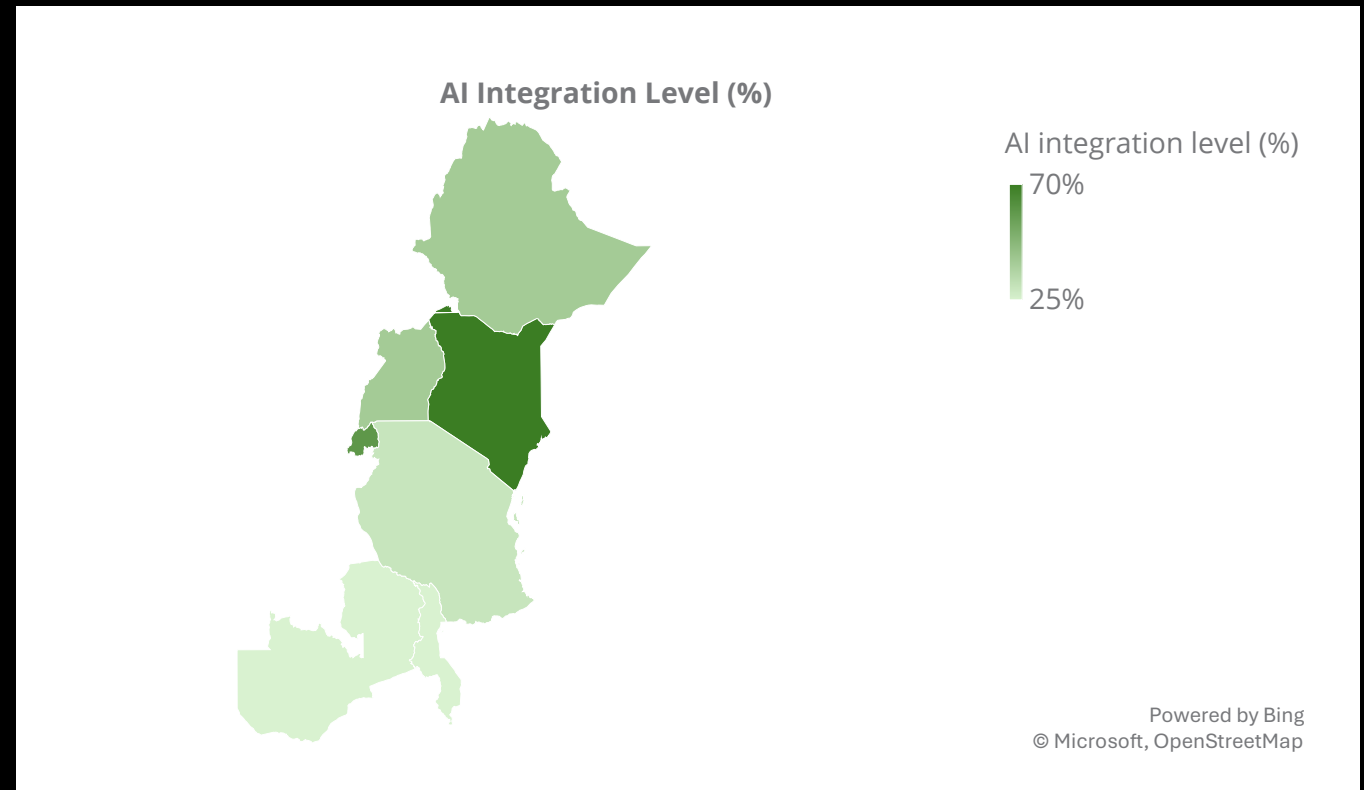 AI Integration Level (%)
AI integration level (%)
70%
25%
Powered by Bing
© Microsoft, OpenStreetMap